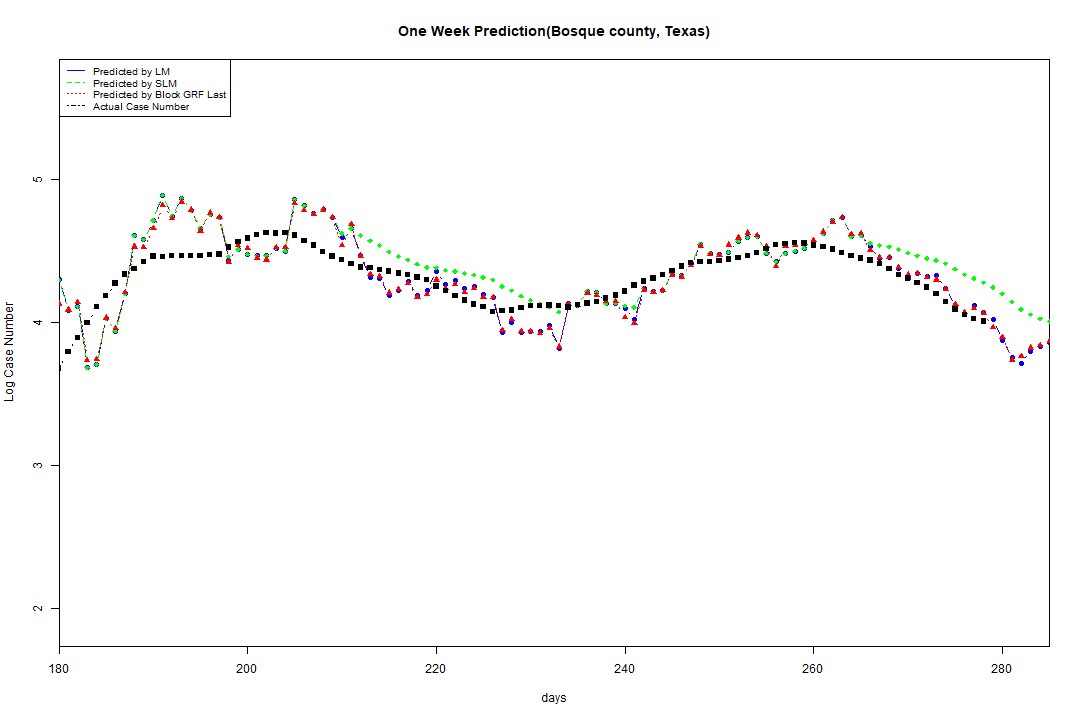 One Week Prediction(Bosque county, Texas)
Predicted by LM
Predicted by SLM
Predicted by Block GRF Last
Actual Case Number
5
4
3
2
Log Case Number
180 200 220 240 260 280
days